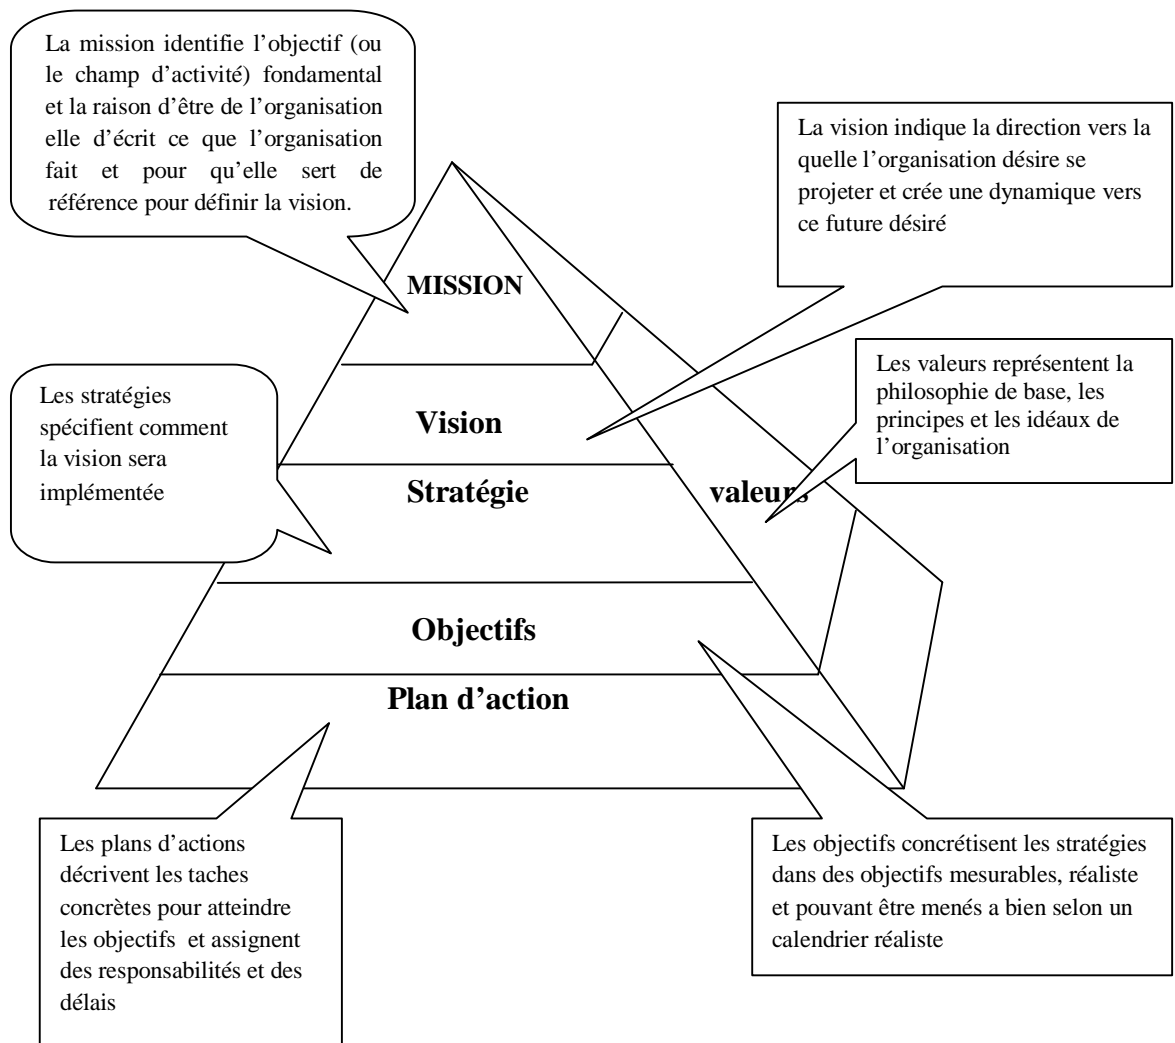 La mission identifie l’objectif (ou
le champ d’activité) fondamental
et la raison d’être de l’organisation
elle d’écrit ce que l’organisation
fait et pour qu’elle sert de
référence pour définir la vision.
La vision indique la direction vers la
quelle l’organisation désire se
projeter et crée une dynamique vers
ce future désiré
MISSION
Les valeurs représentent la
philosophie de base, les
principes et les idéaux de
l’organisation
Les stratégies
spécifient comment
la vision sera
implémentée
Vision
Stratégie
valeurs
Objectifs
Plan d’action
Les plans d’actions
décrivent les taches
concrètes pour atteindre
les objectifs et assignent
des responsabilités et des
délais
Les objectifs concrétisent les stratégies
dans des objectifs mesurables, réaliste
et pouvant être menés a bien selon un
calendrier réaliste